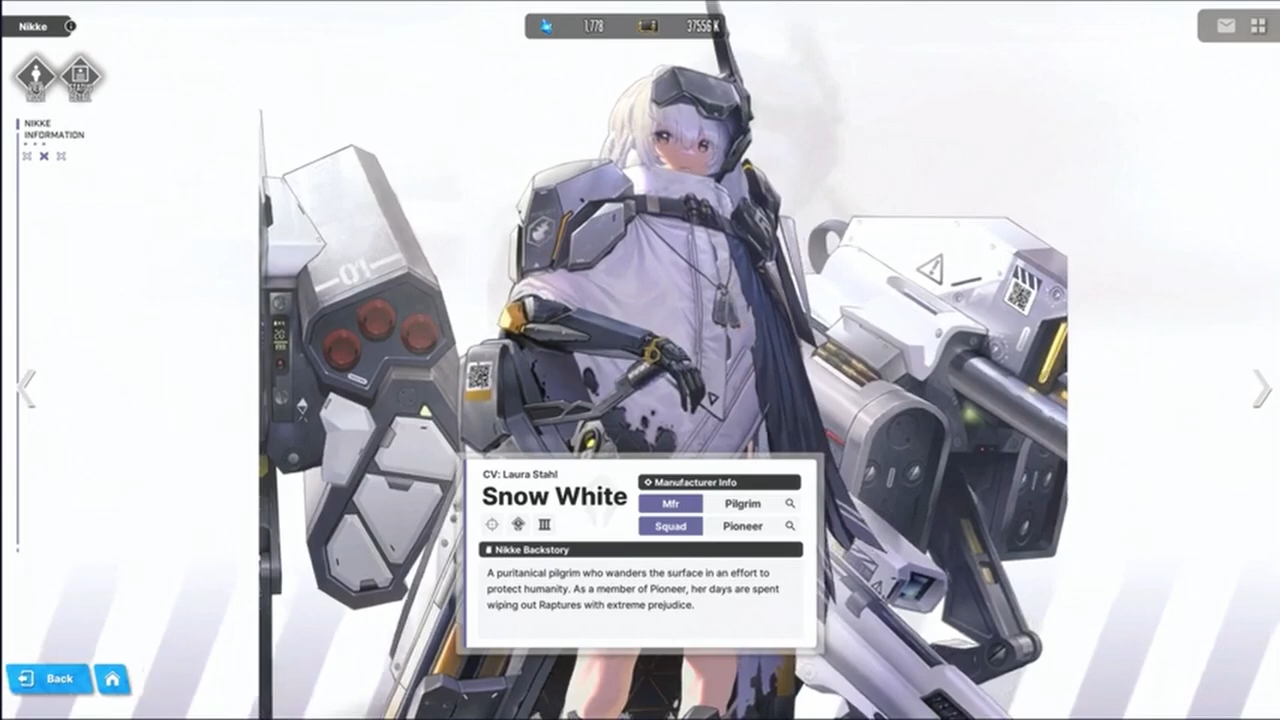 Nikke
1,778
37556 K
NIKKE
INFORMATION
01
20
CV: Laura Stahl
Snow White
Manufacturer Info
Mfr
Pilgrim
Squad
Pioneer
Nikke Backstory
A puritanical pilgrim who wanders the surface in an effort to
protect humanity. As a member of Pioneer, her days are spent
wiping out Raptures with extreme prejudice.
Back